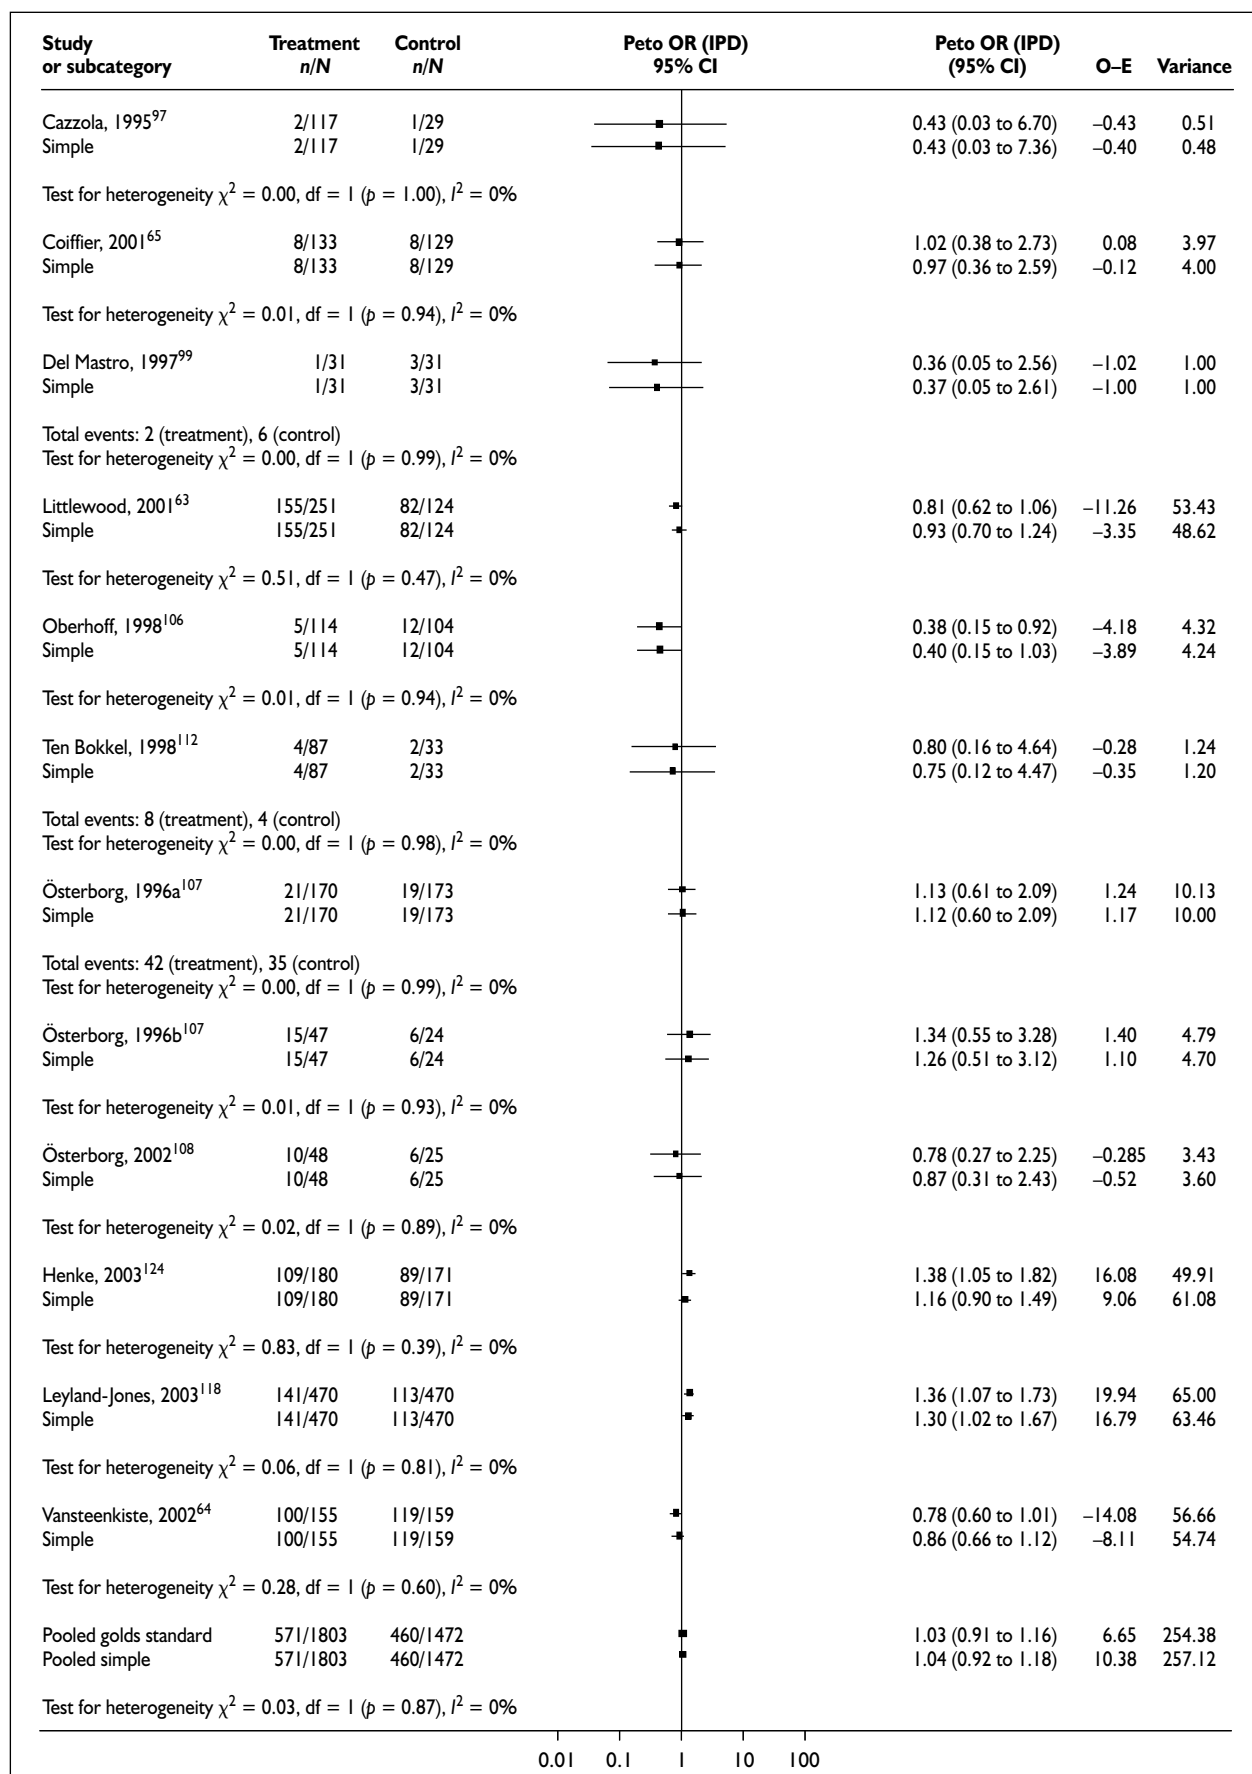 Study Treatment Control Peto OR (IPD) Peto OR (IPD)
or subcategory n/N n/N 95% CI (95% CI) O–E Variance
Cazzola, 1995⁹⁷ 2/117 1/29 0.43 (0.03 to 6.70) –0.43 0.51
Simple 2/117 1/29 0.43 (0.03 to 7.36) –0.40 0.48
Test for heterogeneity χ² = 0.00, df = 1 (p = 1.00), I² = 0%
Coiffier, 2001⁶⁵ 8/133 8/129 1.02 (0.38 to 2.73) 0.08 3.97
Simple 8/133 8/129 0.97 (0.36 to 2.59) –0.12 4.00
Test for heterogeneity χ² = 0.01, df = 1 (p = 0.94), I² = 0%
Del Mastro, 1997⁹⁹ 1/31 3/31 0.36 (0.05 to 2.56) –1.02 1.00
Simple 1/31 3/31 0.37 (0.05 to 2.61) –1.00 1.00
Total events: 2 (treatment), 6 (control)
Test for heterogeneity χ² = 0.00, df = 1 (p = 0.99), I² = 0%
Littlewood, 2001⁶³ 155/251 82/124 0.81 (0.62 to 1.06) –11.26 53.43
Simple 155/251 82/124 0.93 (0.70 to 1.24) –3.35 48.62
Test for heterogeneity χ² = 0.51, df = 1 (p = 0.47), I² = 0%
Oberhoff, 1998¹⁰⁶ 5/114 12/104 0.38 (0.15 to 0.92) –4.18 4.32
Simple 5/114 12/104 0.40 (0.15 to 1.03) –3.89 4.24
Test for heterogeneity χ² = 0.01, df = 1 (p = 0.94), I² = 0%
Ten Bokkel, 1998¹¹² 4/87 2/33 0.80 (0.16 to 4.64) –0.28 1.24
Simple 4/87 2/33 0.75 (0.12 to 4.47) –0.35 1.20
Total events: 8 (treatment), 4 (control)
Test for heterogeneity χ² = 0.00, df = 1 (p = 0.98), I² = 0%
Österborg, 1996a¹⁰⁷ 21/170 19/173 1.13 (0.61 to 2.09) 1.24 10.13
Simple 21/170 19/173 1.12 (0.60 to 2.09) 1.17 10.00
Total events: 42 (treatment), 35 (control)
Test for heterogeneity χ² = 0.00, df = 1 (p = 0.99), I² = 0%
Österborg, 1996b¹⁰⁷ 15/47 6/24 1.34 (0.55 to 3.28) 1.40 4.79
Simple 15/47 6/24 1.26 (0.51 to 3.12) 1.10 4.70
Test for heterogeneity χ² = 0.01, df = 1 (p = 0.93), I² = 0%
Österborg, 2002¹⁰⁸ 10/48 6/25 0.78 (0.27 to 2.25) –0.285 3.43
Simple 10/48 6/25 0.87 (0.31 to 2.43) –0.52 3.60
Test for heterogeneity χ² = 0.02, df = 1 (p = 0.89), I² = 0%
Henke, 2003¹²⁴ 109/180 89/171 1.38 (1.05 to 1.82) 16.08 49.91
Simple 109/180 89/171 1.16 (0.90 to 1.49) 9.06 61.08
Test for heterogeneity χ² = 0.83, df = 1 (p = 0.39), I² = 0%
Leyland-Jones, 2003¹¹⁸ 141/470 113/470 1.36 (1.07 to 1.73) 19.94 65.00
Simple 141/470 113/470 1.30 (1.02 to 1.67) 16.79 63.46
Test for heterogeneity χ² = 0.06, df = 1 (p = 0.81), I² = 0%
Vansteenkiste, 2002⁶⁴ 100/155 119/159 0.78 (0.60 to 1.01) –14.08 56.66
Simple 100/155 119/159 0.86 (0.66 to 1.12) –8.11 54.74
Test for heterogeneity χ² = 0.28, df = 1 (p = 0.60), I² = 0%
Pooled golds standard 571/1803 460/1472 1.03 (0.91 to 1.16) 6.65 254.38
Pooled simple 571/1803 460/1472 1.04 (0.92 to 1.18) 10.38 257.12
Test for heterogeneity χ² = 0.03, df = 1 (p = 0.87), I² = 0%
0.01 0.1 1 10 100